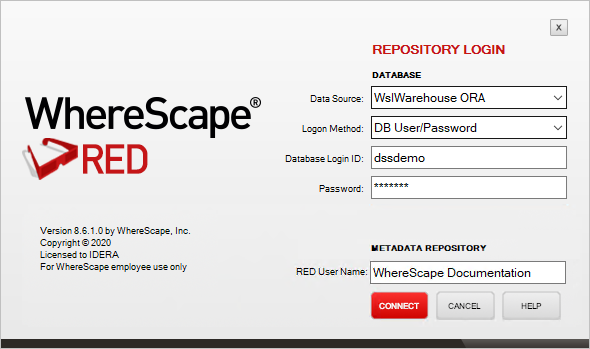 X
REPOSITORY LOGIN
DATABASE
Data Source: WslWarehouse ORA
Logon Method: DB User/Password
Database Login ID: dssdemo
Password: *******
WhereScape®
RED
Version 8.6.1.0 by WhereScape, Inc.
Copyright © 2020
Licensed to IDERA
For WhereScape employee use only
METADATA REPOSITORY
RED User Name: WhereScape Documentation
CONNECT CANCEL HELP